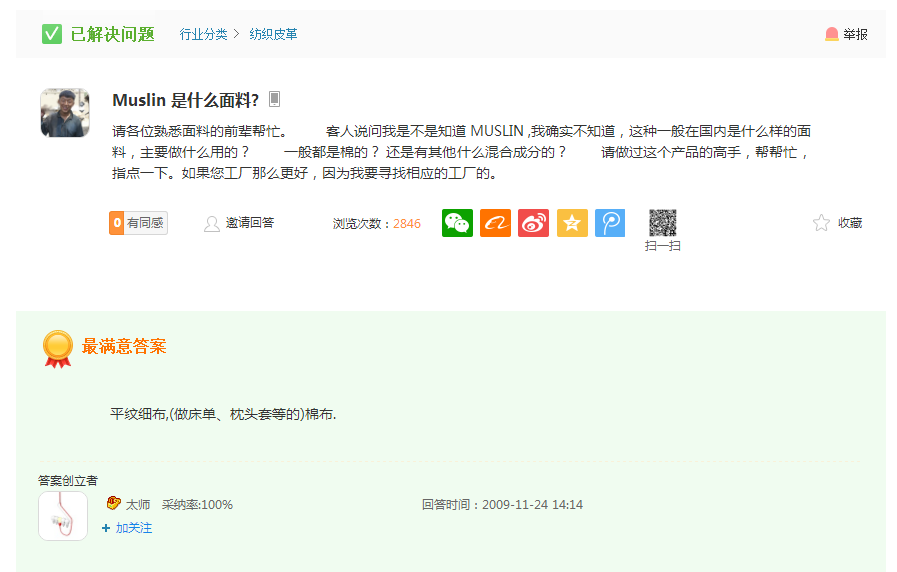 已解决问题 行业分类 > 纺织皮革 举报
Muslin 是什么面料?
请各位熟悉面料的前辈帮忙。 客人说问我是不是知道 MUSLIN ,我确实不知道，这种一般在国内是什么样的面
料，主要做什么用的？ 一般都是棉的？ 还是有其他什么混合成分的？ 请做过这个产品的高手，帮帮忙，
指点一下。如果您工厂那么更好，因为我要寻找相应的工厂的。
0 有同感 邀请回答 浏览次数：2846 收藏
扫一扫
最满意答案
平纹细布,(做床单、枕头套等的)棉布.
答案创立者
太师 采纳率:100% 回答时间：2009-11-24 14:14
+ 加关注